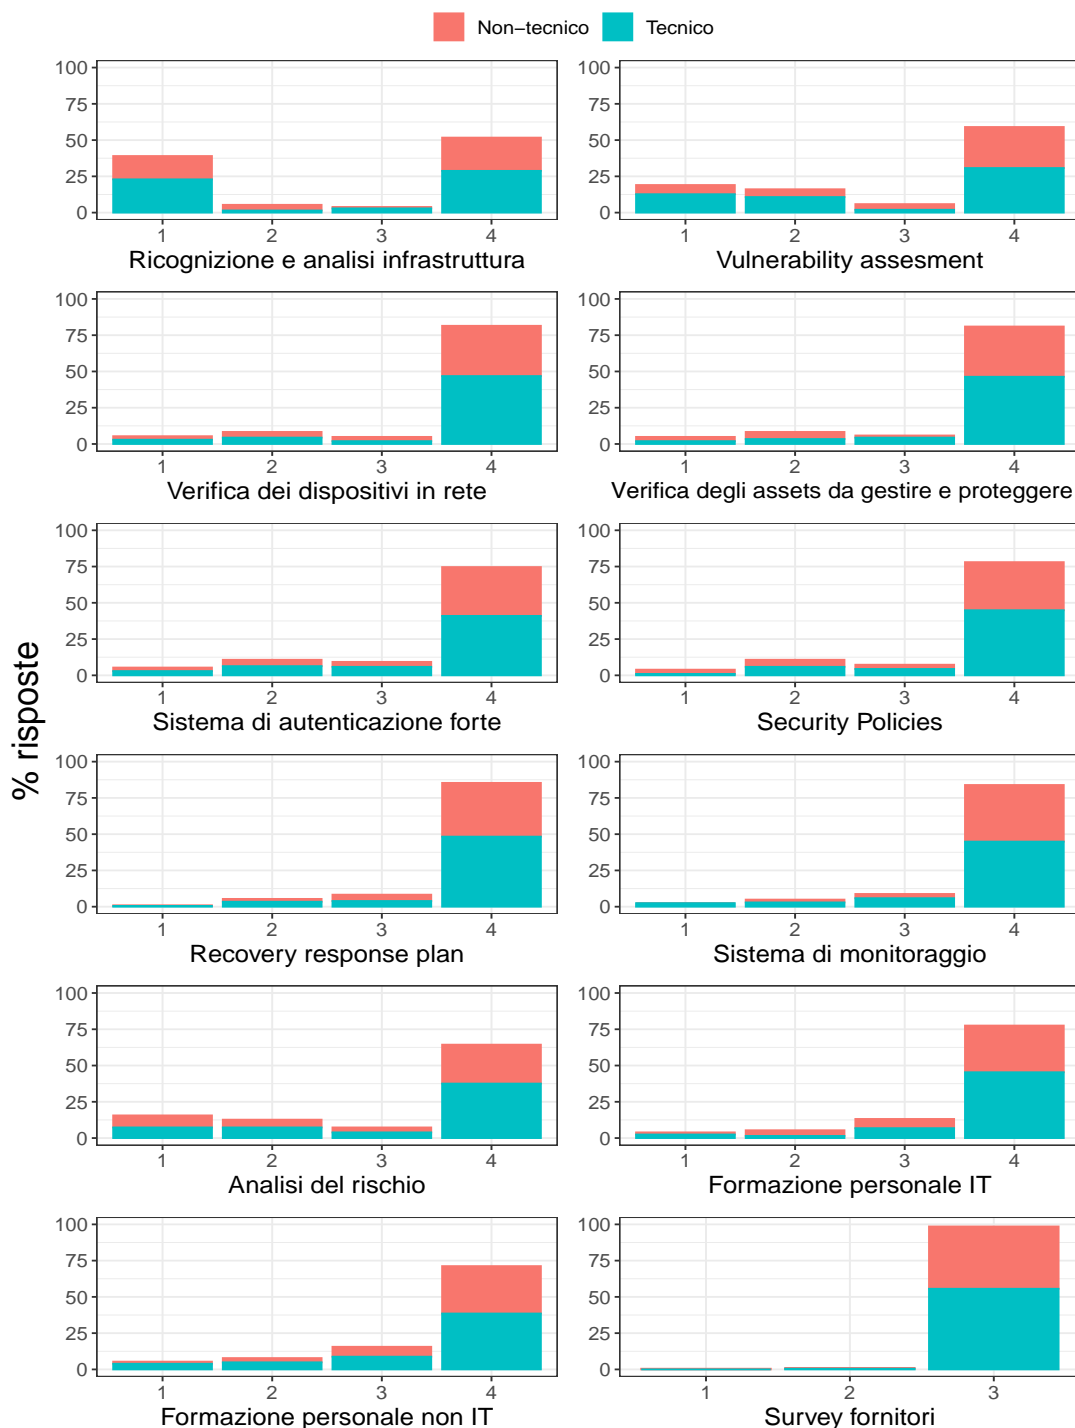 Non−tecnico Tecnico
% risposte
100 100
75 75
50 50
25 25
0 0
1 2 3 4 1 2 3 4
Ricognizione e analisi infrastruttura Vulnerability assesment
100 100
75 75
50 50
25 25
0 0
1 2 3 4 1 2 3 4
Verifica dei dispositivi in rete Verifica degli assets da gestire e proteggere
100 100
75 75
50 50
25 25
0 0
1 2 3 4 1 2 3 4
Sistema di autenticazione forte Security Policies
100 100
75 75
50 50
25 25
0 0
1 2 3 4 1 2 3 4
Recovery response plan Sistema di monitoraggio
100 100
75 75
50 50
25 25
0 0
1 2 3 4 1 2 3 4
Analisi del rischio Formazione personale IT
100 100
75 75
50 50
25 25
0 0
1 2 3 4 1 2 3
Formazione personale non IT Survey fornitori